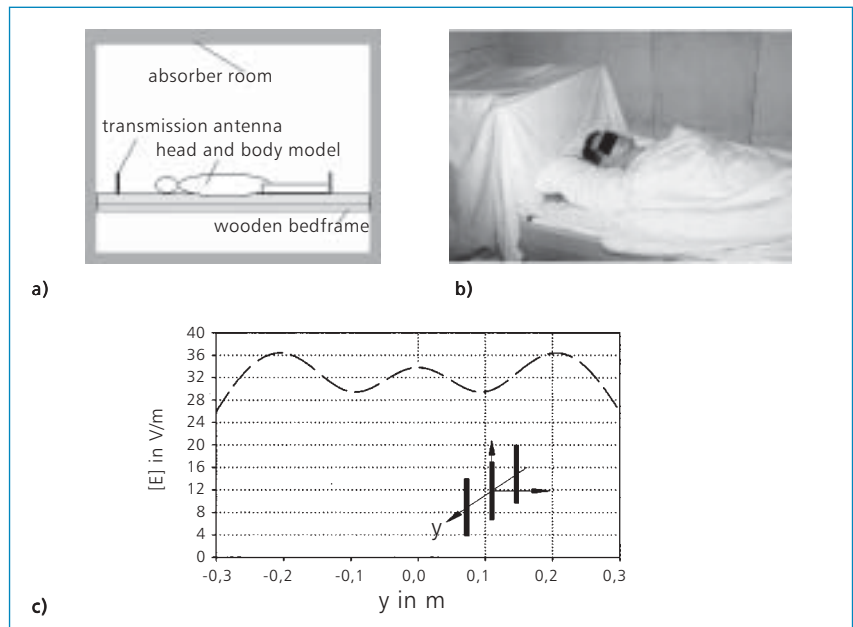 absorber room
transmission antenna
head and body model
wooden bedframe
a)
b)
40
36
32
28
24
20
16
12
8
4
0
[E] in V/m
y
-0,3 -0,2 -0,1 0,0 0,1 0,2 0,3
y in m
c)